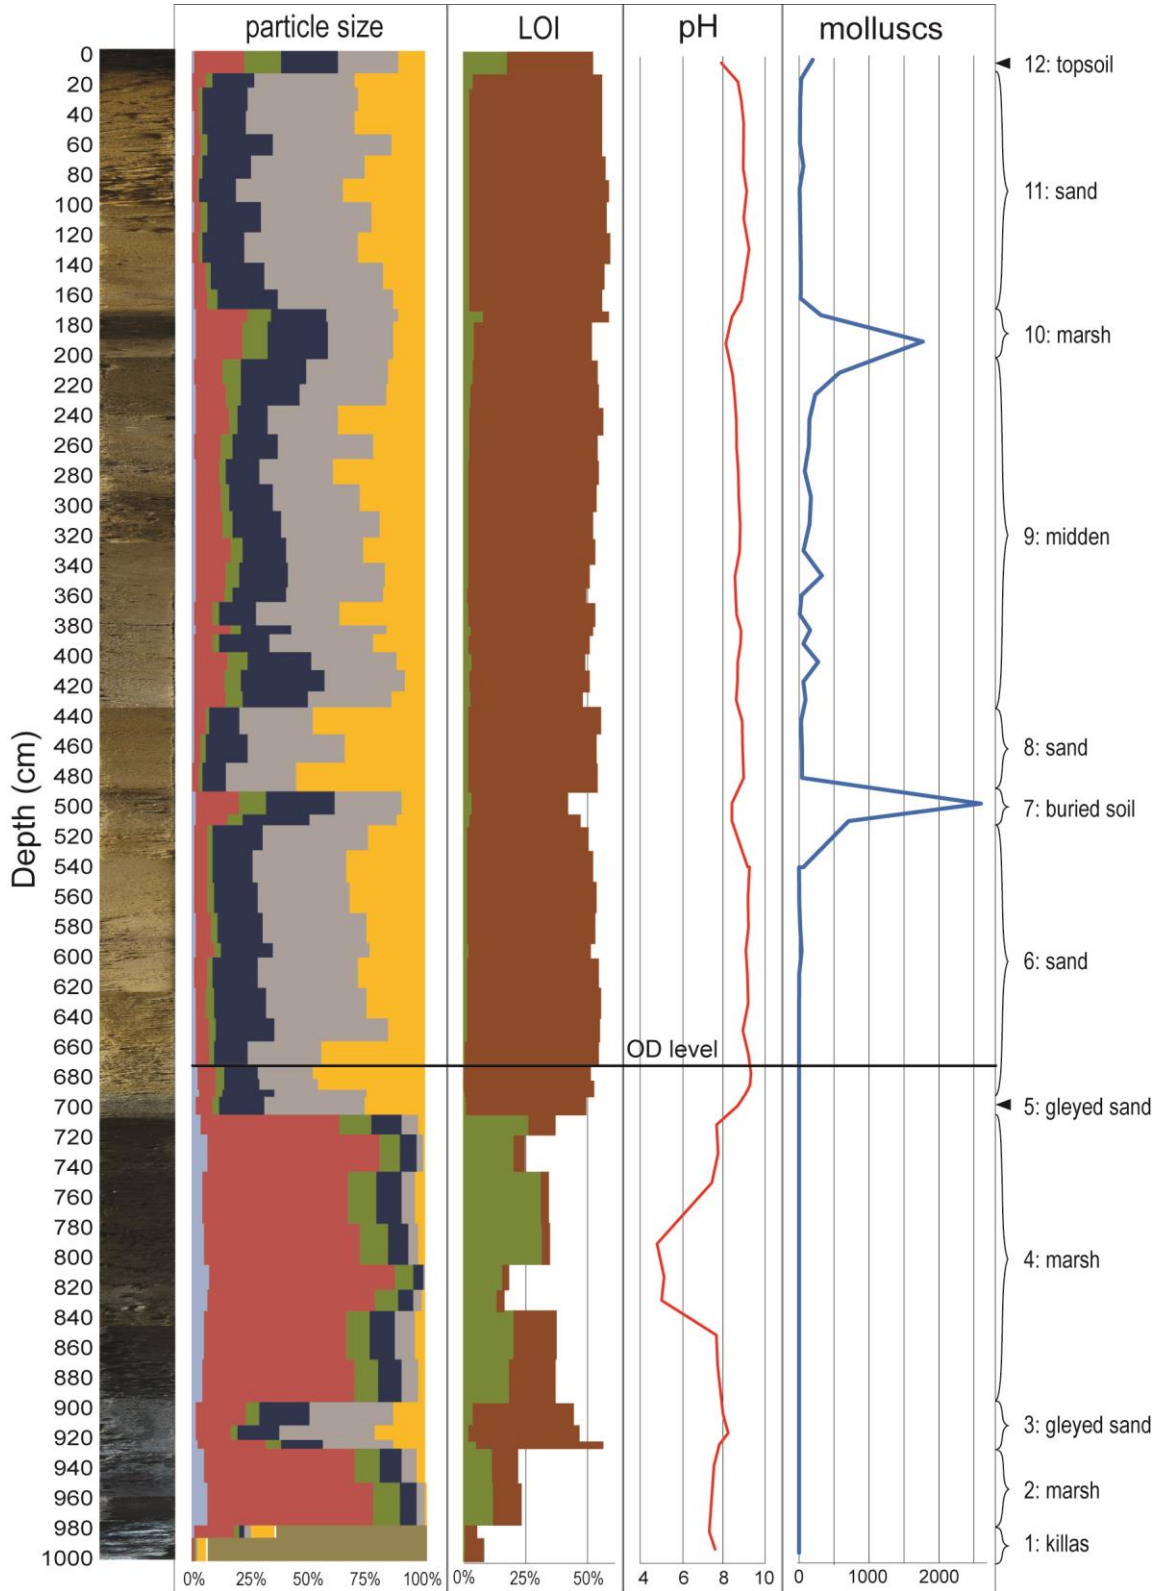 particle size
LOI
pH
molluscs
Depth (cm)
0
20
40
60
80
100
120
140
160
180
200
220
240
260
280
300
320
340
360
380
400
420
440
460
480
500
520
540
560
580
600
620
640
660
680
700
720
740
760
780
800
820
840
860
880
900
920
940
960
980
1000
OD level
12: topsoil
11: sand
10: marsh
9: midden
8: sand
7: buried soil
6: sand
5: gleyed sand
4: marsh
3: gleyed sand
2: marsh
1: killas
0% 25% 50% 75% 100%
0% 25% 50%
4 6 8 10
0 1000 2000